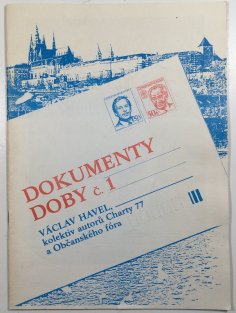 DOKUMENTY
DOBY č. 1
VÁCLAV HAVEL,
kolektiv autorů Charty 77
a Občanského fóra